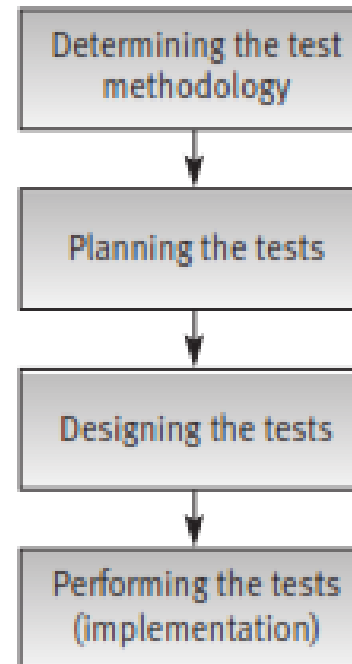 Determining the test
methodology
Planning the tests
Designing the tests
Performing the tests
(implementation)